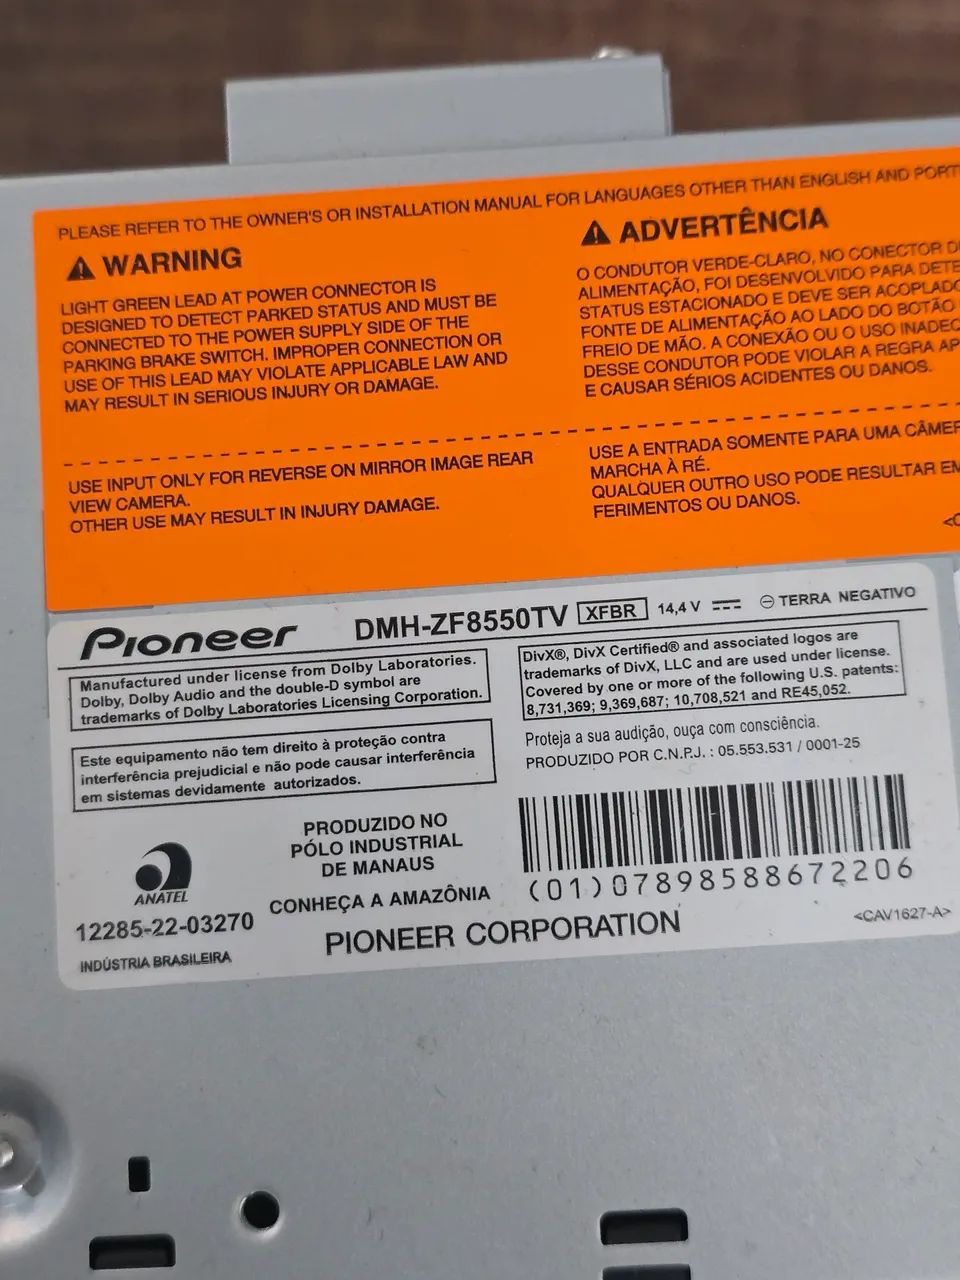 PLEASE REFER TO THE OWNER'S OR INSTALLATION MANUAL FOR LANGUAGES OTHER THAN ENGLISH AND
WARNING
LIGHT GREEN LEAD AT POWER CONNECTOR IS
DESIGNED TO DETECT PARKED STATUS AND MUST BE
CONNECTED TO THE POWER SUPPLY SIDE OF THE
PARKING BRAKE SWITCH. IMPROPER CONNECTION OR
USE OF THIS LEAD MAY VIOLATE APPLICABLE LAW AND
MAY RESULT IN SERIOUS INJURY OR DAMAGE.
USE INPUT ONLY FOR REVERSE ON MIRROR IMAGE REAR
VIEW CAMERA.
OTHER USE MAY RESULT IN INJURY DAMAGE.
ADVERTÊNCIA
O CONDUTOR VERDE-CLARO, NO CONECTOR
ALIMENTAÇÃO, FOI DESENVOLVIDO PARA
STATUS ESTACIONADO E DEVE SER
FONTE DE ALIMENTAÇÃO AO LADO DO BOTÃO
FREIO DE MÃO. A CONEXÃO OU O USO
DESSE CONDUTOR PODE VIOLAR A REGRA
E CAUSAR SÉRIOS ACIDENTES OU DANOS.
USE A ENTRADA SOMENTE PARA UMA
MARCHA À RÉ.
QUALQUER OUTRO USO PODE RESULTAR EM
FERIMENTOS OU DANOS.
Pioneer DMH-ZF8550TV XFBR 14,4 V TERRA NEGATIVO
Manufactured under license from Dolby Laboratories.
Dolby, Dolby Audio and the double-D symbol are
trademarks of Dolby Laboratories Licensing Corporation.
DivX®, DivX Certified® and associated logos are
trademarks of DivX, LLC and are used under license.
Covered by one or more of the following U.S. patents:
8,731,369; 9,369,687; 10,708,521 and RE45,052.
Este equipamento não tem direito à proteção contra
interferência prejudicial e não pode causar interferência
em sistemas devidamente autorizados.
Proteja a sua audição, ouça com consciência.
PRODUZIDO POR C.N.P.J. : 05.553.531 / 0001-25
ANATEL
12285-22-03270
INDÚSTRIA BRASILEIRA
PRODUZIDO NO
PÓLO INDUSTRIAL
DE MANAUS
CONHEÇA A AMAZÔNIA
(01)07898588672206
PIONEER CORPORATION
<CAV1627-A>